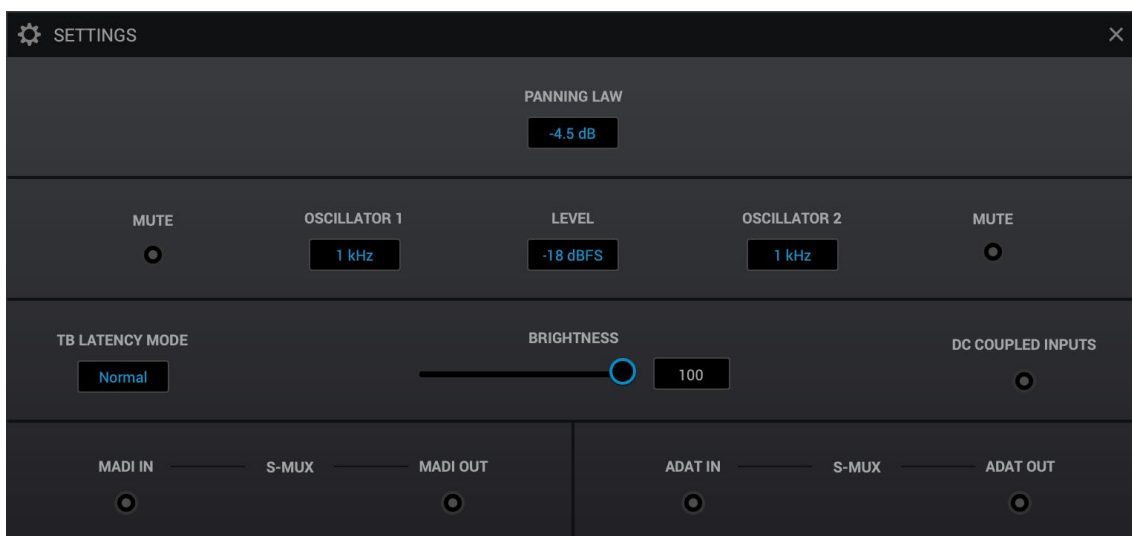 SETTINGS
PANNING LAW
-4.5 dB
MUTE OSCILLATOR 1 LEVEL OSCILLATOR 2 MUTE
1 kHz -18 dBFS 1 kHz
TB LATENCY MODE BRIGHTNESS DC COUPLED INPUTS
Normal 100
MADI IN S-MUX MADI OUT ADAT IN S-MUX ADAT OUT